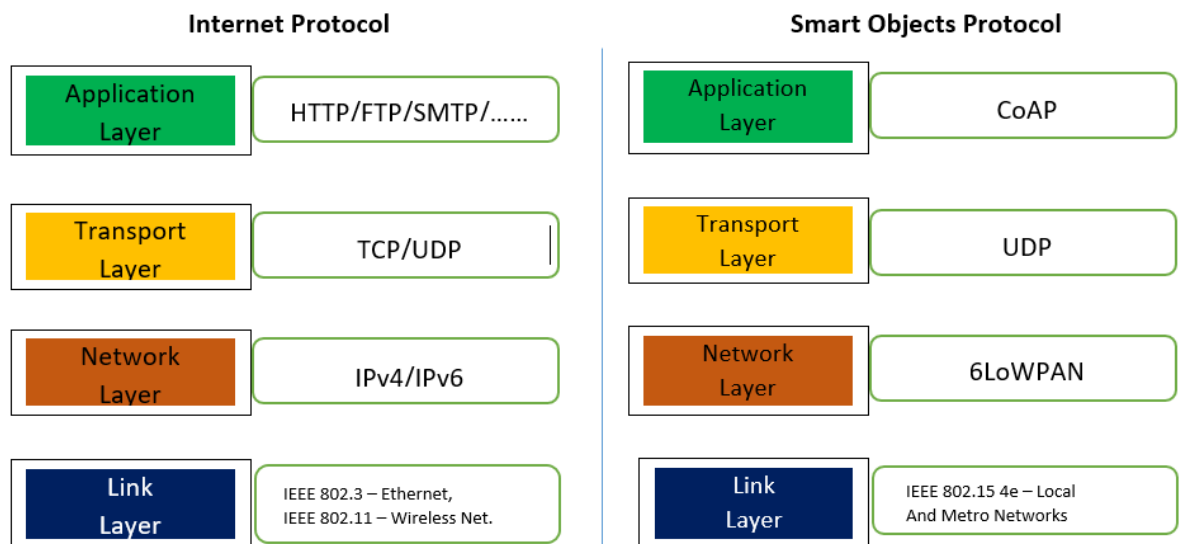 Internet Protocol
Smart Objects Protocol
Application
Layer
HTTP/FTP/SMTP/......
Application
Layer
CoAP
Transport
Layer
TCP/UDP
Transport
Layer
UDP
Network
Layer
IPv4/IPv6
Network
Layer
6LoWPAN
Link
Layer
IEEE 802.3 – Ethernet,
IEEE 802.11 – Wireless Net.
Link
Layer
IEEE 802.15 4e – Local
And Metro Networks